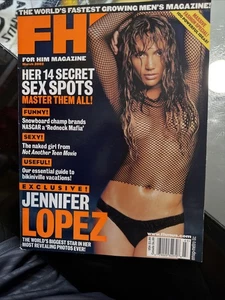 THE WORLD'S FASTEST GROWING MEN'S MAGAZINE!
FHM
FOR HIM MAGAZINE
HER 14 SECRET
SEX SPOTS
MASTER THEM ALL!
FUNNY!
Snowboard champ brands
NASCAR a 'Redneck Mafia'
SEXY!
The naked girl from
Not Another Teen Movie
USEFUL!
Our essential guide to
bikiniville vacations!
EXCLUSIVE!
JENNIFER
LOPEZ
THE WORLD'S BIGGEST STAR IN HER
MOST REVEALING PHOTOS EVER!